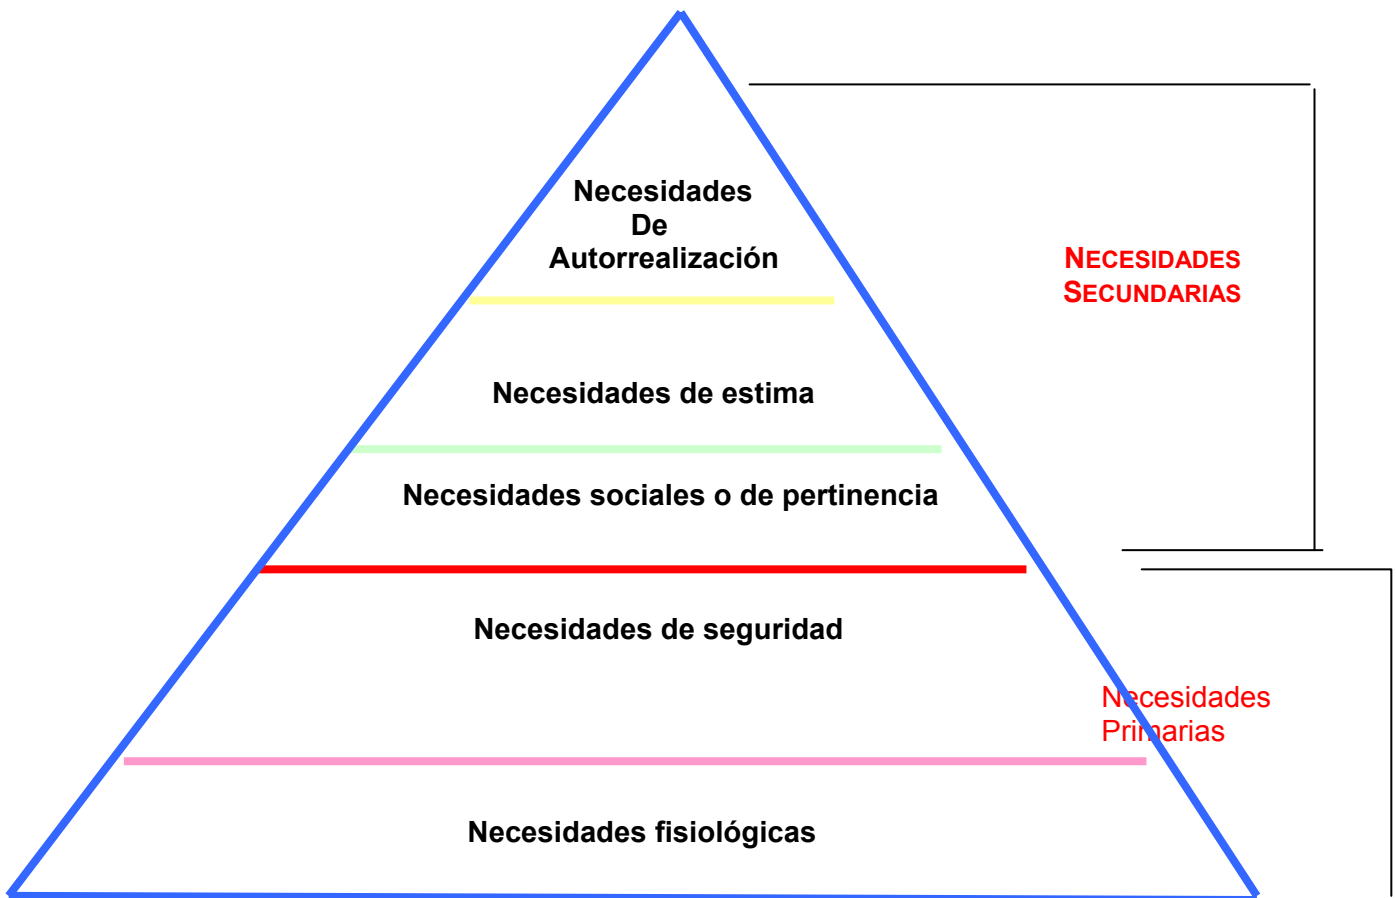 Necesidades
De
Autorrealización
NECESIDADES
SECUNDARIAS
Necesidades de estima
Necesidades sociales o de pertinencia
Necesidades de seguridad
Necesidades
Primarias
Necesidades fisiológicas